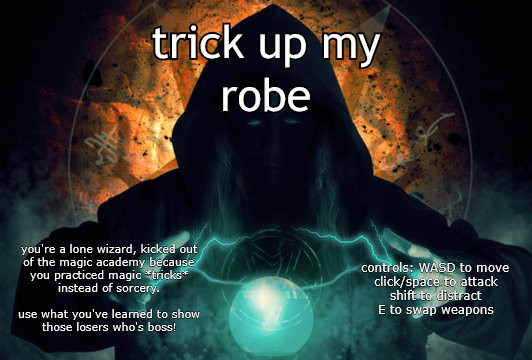 trick up my
robe
you're a lone wizard, kicked out
of the magic academy because
you practiced magic *tricks*
instead of sorcery.
use what you've learned to show
those losers who's boss!
controls: WASD to move
click/space to attack
shift to distract
E to swap weapons